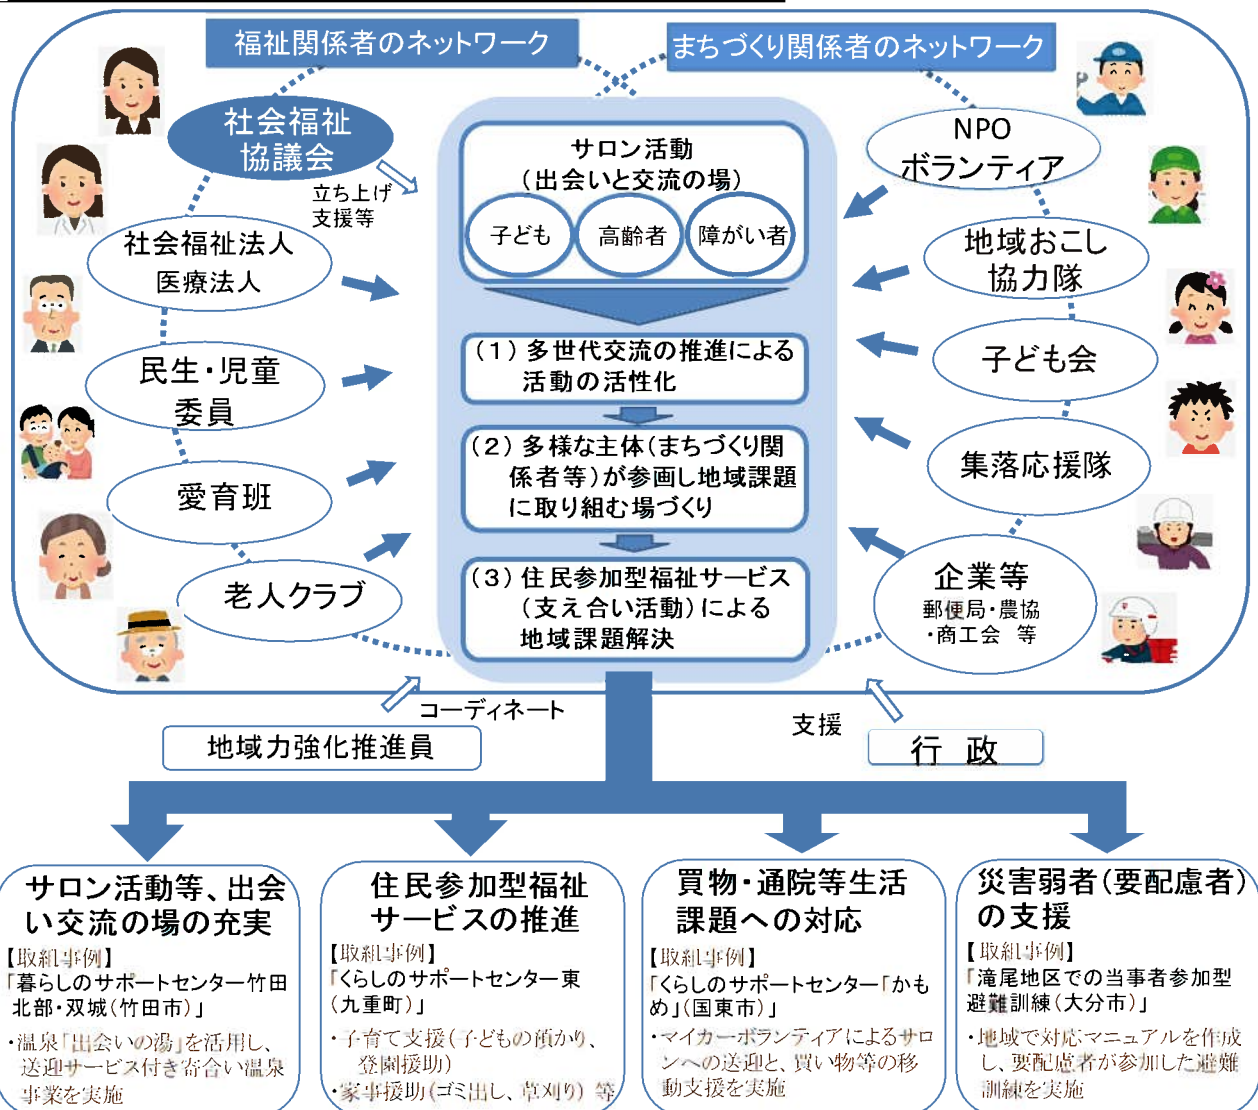 福祉関係者のネットワーク
まちづくり関係者のネットワーク
社会福祉
協議会
立ち上げ
支援等
社会福祉法人
医療法人
民生・児童
委員
愛育班
老人クラブ
サロン活動
(出会いと交流の場)
子ども
高齢者
障がい者
(1)多世代交流の推進による
活動の活性化
(2)多様な主体(まちづくり関
係者等)が参画し地域課題
に取り組む場づくり
(3)住民参加型福祉サービス
(支え合い活動)による
地域課題解決
NPO
ボランティア
地域おこし
協力隊
子ども会
集落応援隊
企業等
郵便局・農協
・商工会 等
コーディネート
地域力強化推進員
支援
行 政
サロン活動等、出会
い交流の場の充実
【取組事例】
「暮らしのサポートセンター竹田
北部・双城(竹田市)」
・温泉「出会いの湯」を活用し、
送迎サービス付き寄合い温泉
事業を実施
住民参加型福祉
サービスの推進
【取組事例】
「くらしのサポートセンター東
(九重町)」
・子育て支援(子どもの預かり、
登園援助)
・家事援助(ゴミ出し、草刈り)等
買物・通院等生活
課題への対応
【取組事例】
「くらしのサポートセンター「かも
め」(国東市)」
・マイカーボランティアによるサロ
ンへの送迎と、買い物等の移
動支援を実施
災害弱者(要配慮者)
の支援
【取組事例】
「滝尾地区での当事者参加型
避難訓練(大分市)」
・地域で対応マニュアルを作成
し、要配慮者が参加した避難
訓練を実施